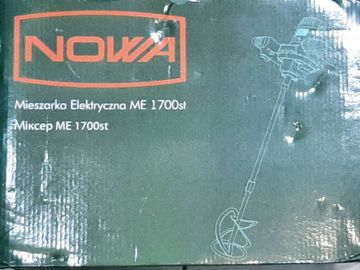 NOWA
Mieszarka Elektryczna ME 1700st
Міксер ME 1700st